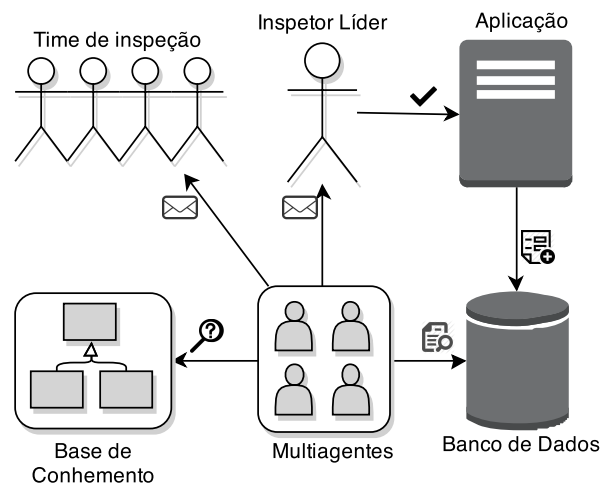 Time de inspeção
Inspetor Líder
Aplicação
Base de
Conhemento
Multiagentes
Banco de Dados